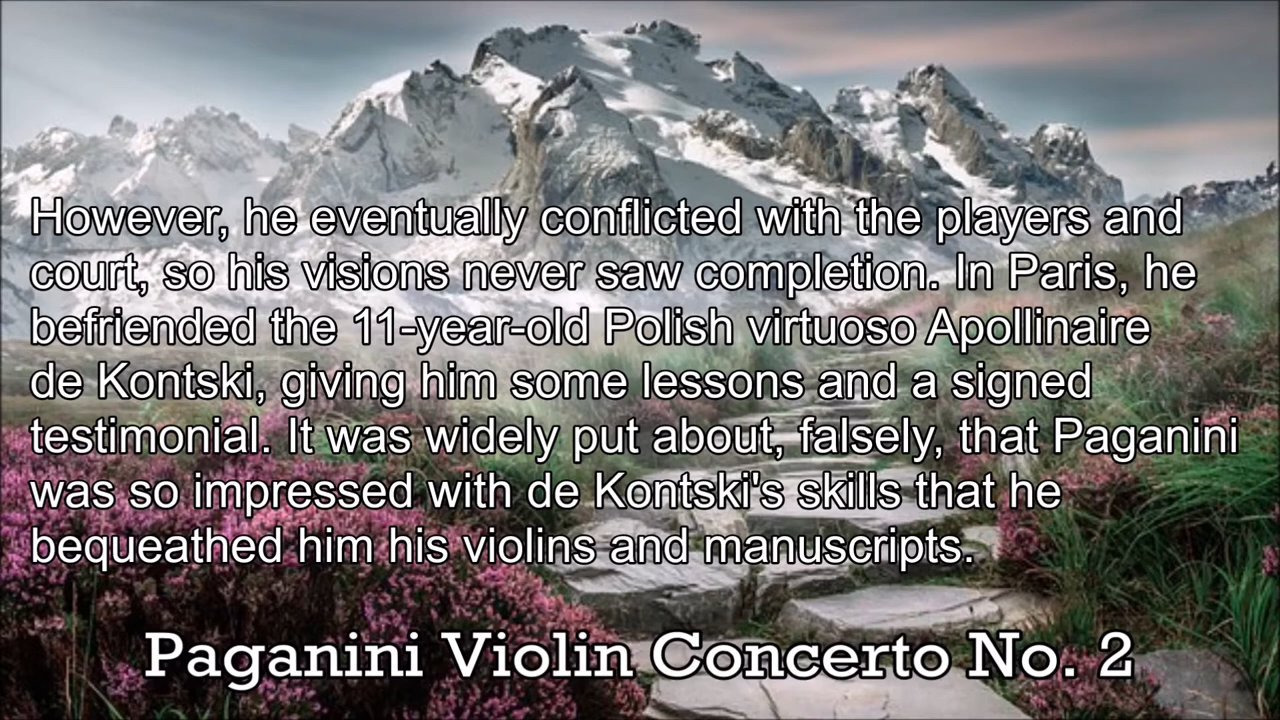 However, he eventually conflicted with the players and
court, so his visions never saw completion. In Paris, he
befriended the 11-year-old Polish virtuoso Apollinaire
de Kontski, giving him some lessons and a signed
testimonial. It was widely put about, falsely, that Paganini
was so impressed with de Kontski's skills that he
bequeathed him his violins and manuscripts.
Paganini Violin Concerto No. 2